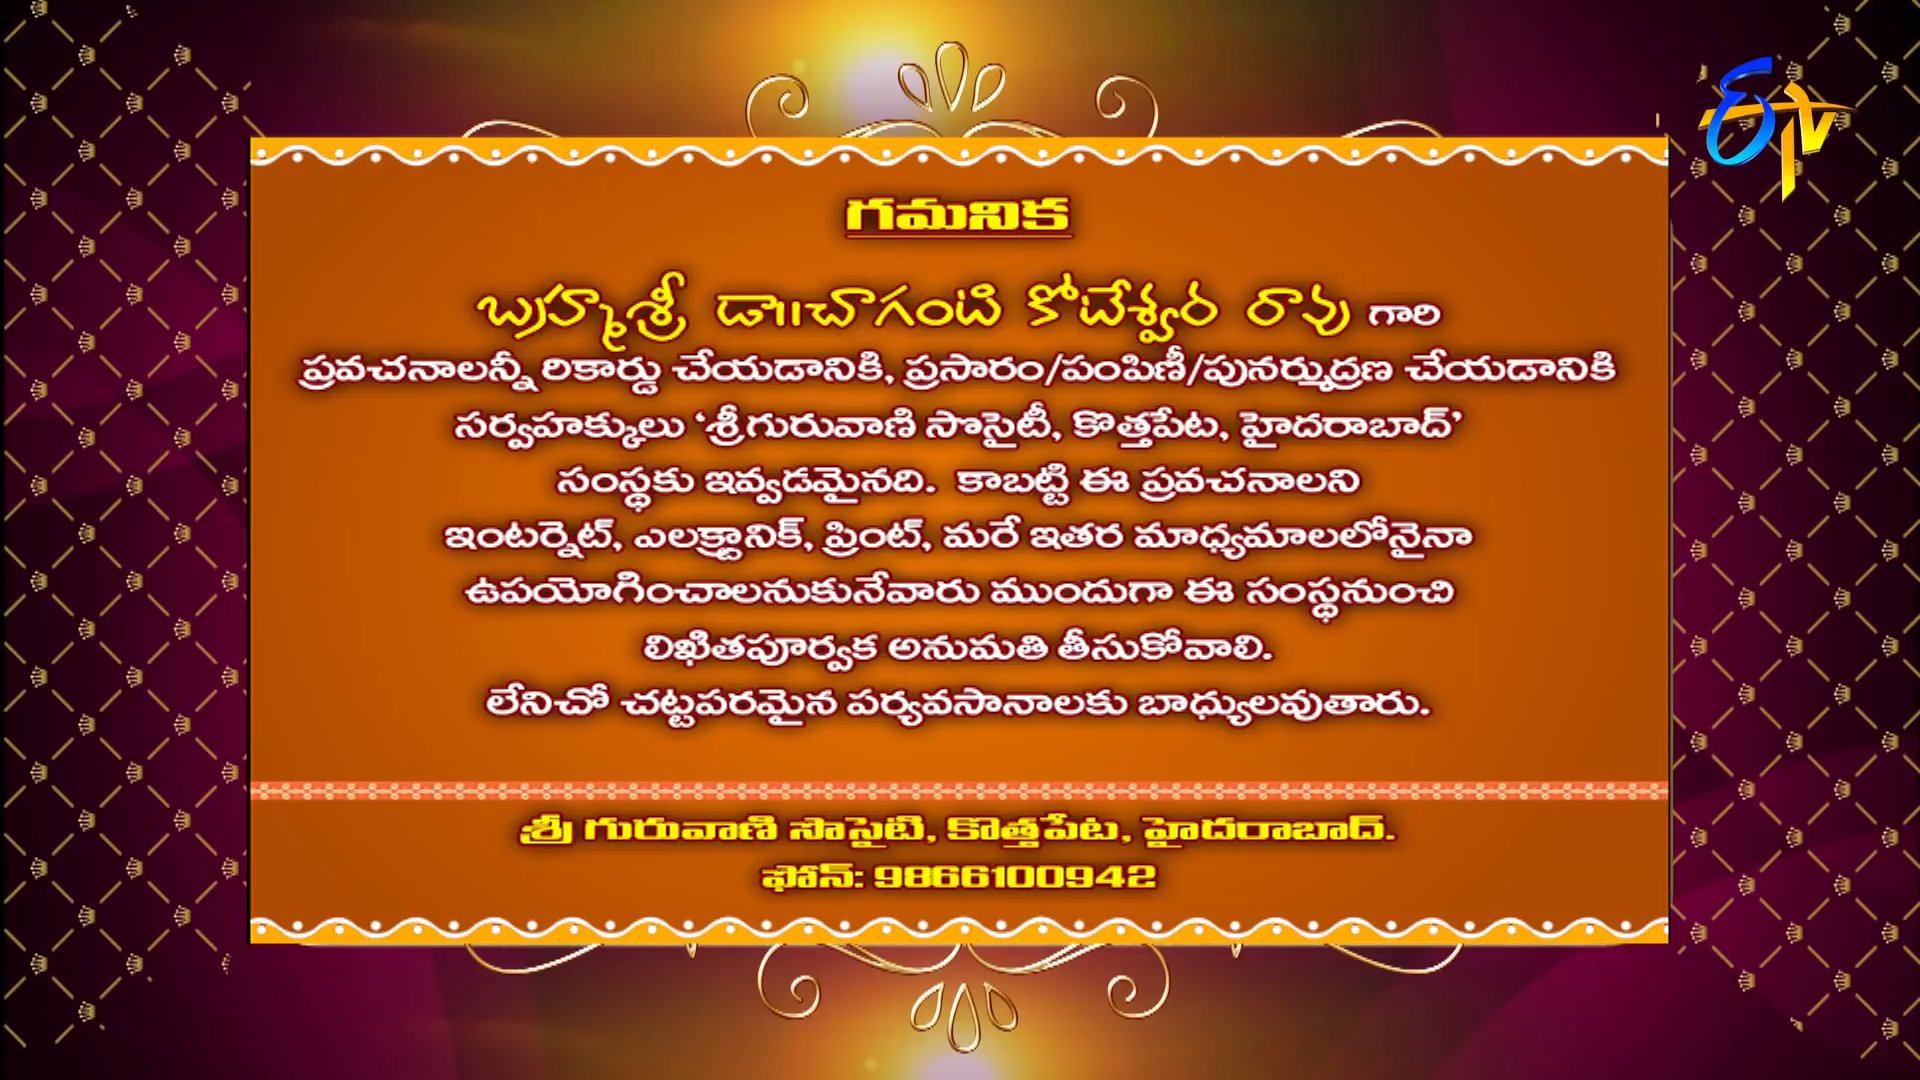 ఈTV
గమనిక
బ్రహ్మశ్రీ డా॥చాగంటి కోటేశ్వర రావు గారి
ప్రవచనాలన్నీ రికార్డు చేయడానికి, ప్రసారం/పంపిణీ/పునర్ముద్రణ చేయడానికి
సర్వహక్కులు ‘శ్రీగురువాణి సొసైటీ, కొత్తపేట, హైదరాబాద్’
సంస్థకు ఇవ్వడమైనది. కాబట్టి ఈ ప్రవచనాలని
ఇంటర్నెట్, ఎలక్ట్రానిక్, ప్రింట్, మరే ఇతర మాధ్యమాలలోనైనా
ఉపయోగించాలనుకునేవారు ముందుగా ఈ సంస్థనుంచి
లిఖితపూర్వక అనుమతి తీసుకోవాలి.
లేనిచో చట్టపరమైన పర్యవసానాలకు బాధ్యులవుతారు.
శ్రీ గురువాణి సొసైటి, కొత్తపేట, హైదరాబాద్.
ఫోన్: 9866100942